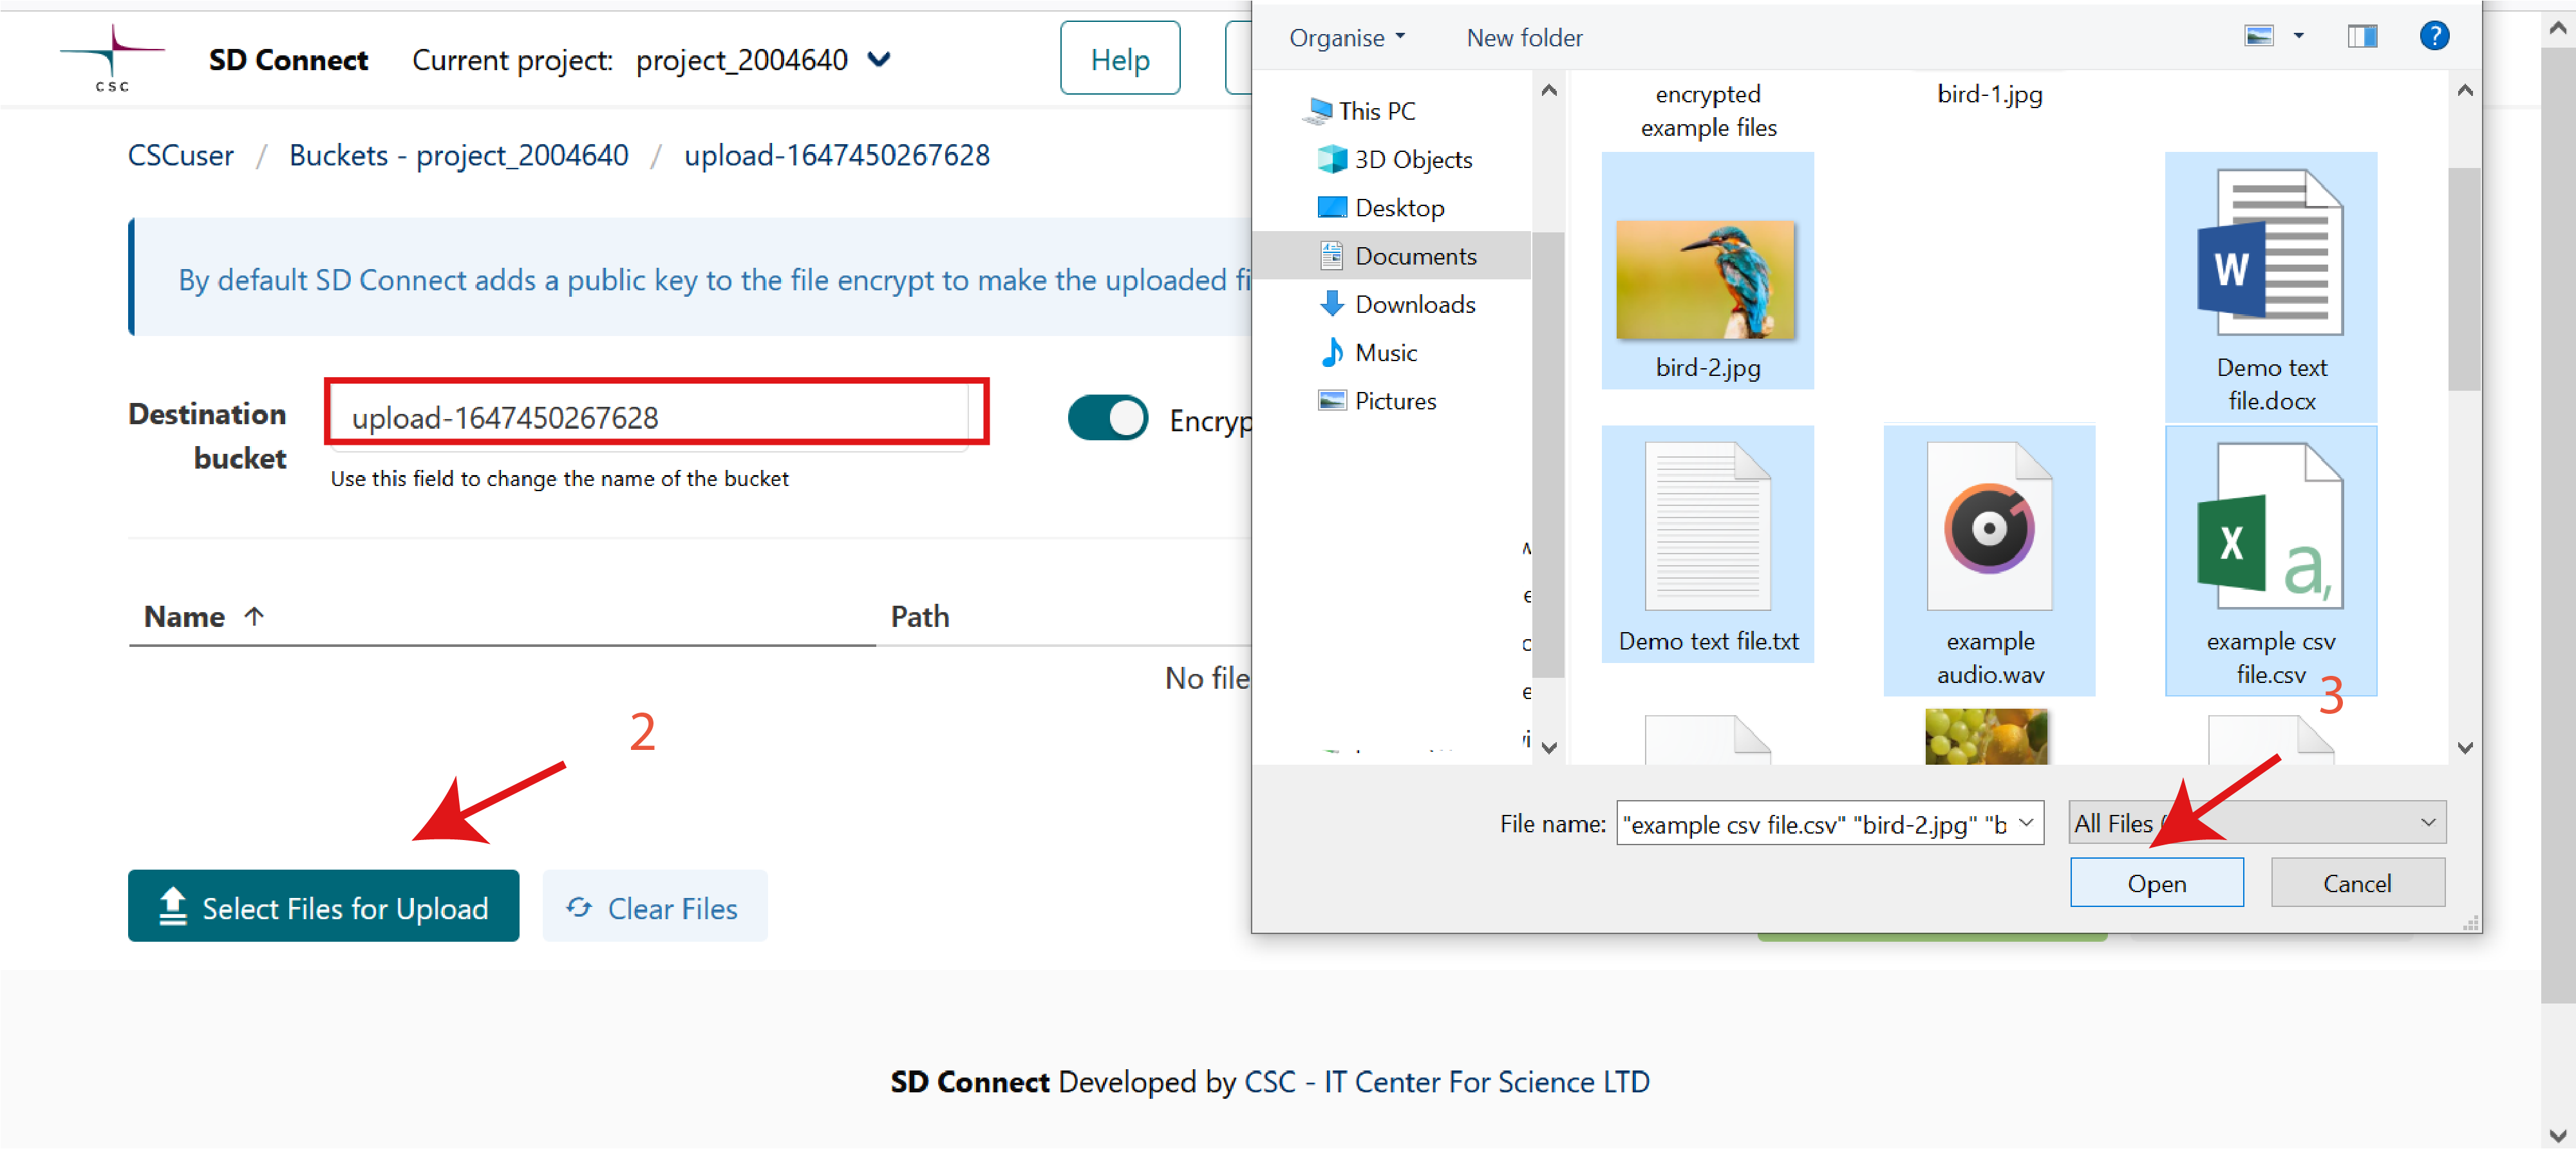 CSC
SD Connect
Current project: project_2004640
Help
CSCuser / Buckets - project_2004640 / upload-1647450267628
By default SD Connect adds a public key to the file encrypt to make the uploaded
Destination bucket
upload-1647450267628
Use this field to change the name of the bucket
Name ↑
Path
No
2
Select Files for Upload
Clear Files
SD Connect Developed by CSC - IT Center For Science LTD
Organise
New folder
?
This PC
3D Objects
Desktop
Documents
Downloads
Music
Pictures
encrypted
example files
bird-1.jpg
bird-2.jpg
W
Demo text
file.docx
Demo text file.txt
example
audio.wav
X
a,
example csv
file.csv
3
File name:
"example csv file.csv" "bird-2.jpg" "b
All Files
Open
Cancel